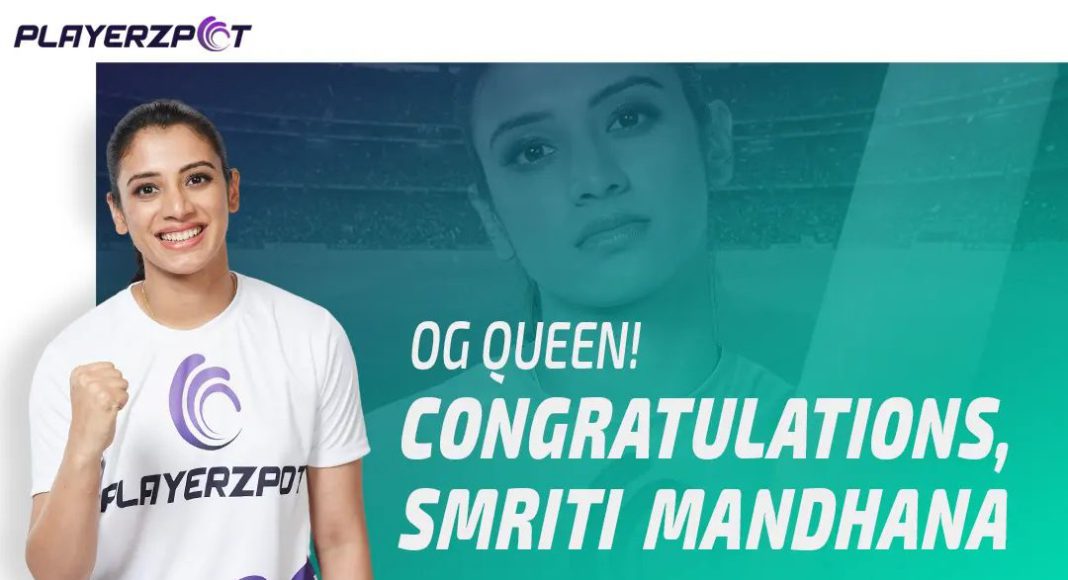 PLAYERZPOT
OG QUEEN!
CONGRATULATIONS,
SMRITI MANDHANA
PLAYERZPOT